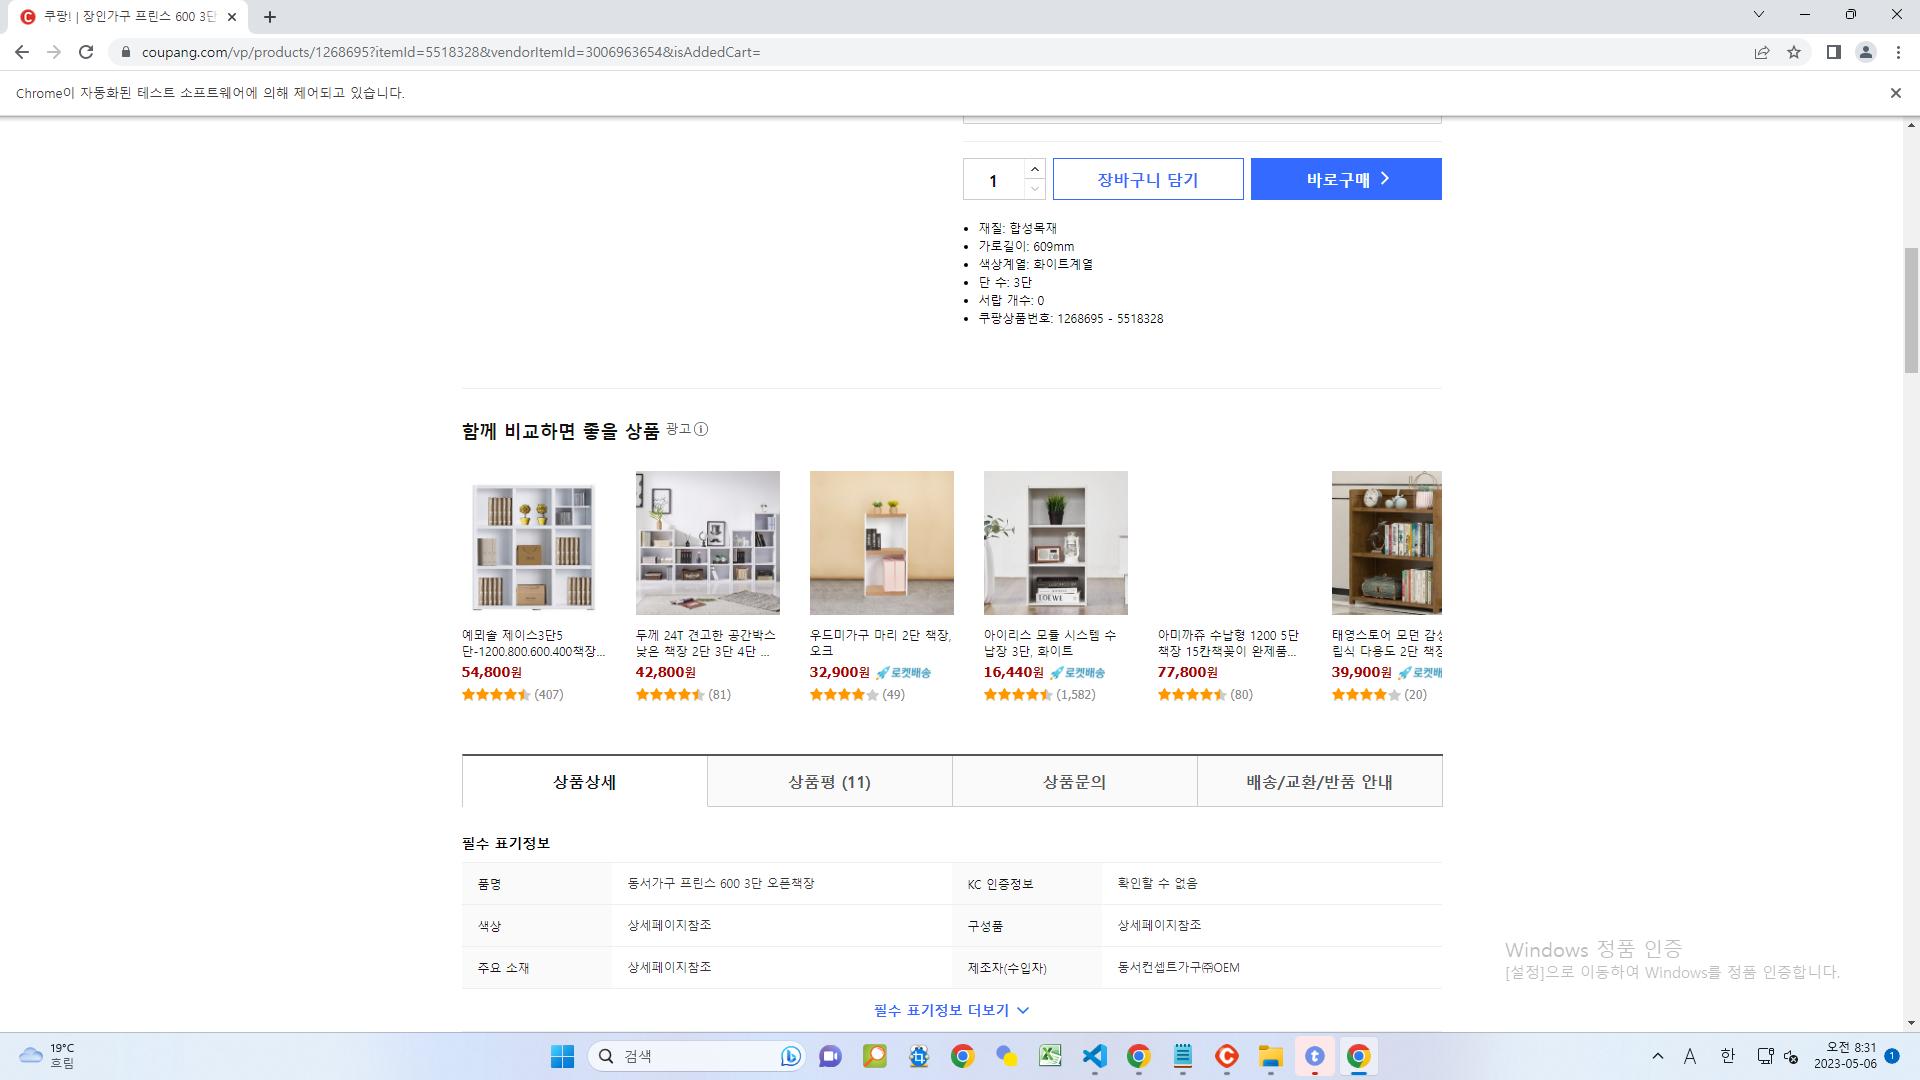 쿠팡! | 장인가구 프린스 600 3단
coupang.com/vp/products/1268695?itemId=5518328&vendorItemId=3006963654&isAddedCart=
Chrome이 자동화된 테스트 소프트웨어에 의해 제어되고 있습니다.
1
장바구니 담기
바로구매
재질: 합성목재
가로길이: 609mm
색상계열: 화이트계열
단 수: 3단
서랍 개수: 0
쿠팡상품번호: 1268695 - 5518328
함께 비교하면 좋을 상품 광고
예뫼솔 제이스3단5
단-1200.800.600.400책장...
54,800원
(407)
두께 24T 견고한 공간박스
낮은 책장 2단 3단 4단 ...
42,800원
(81)
우드미가구 마리 2단 책장,
오크
32,900원 로켓배송
(49)
LOEWE
아이리스 모듈 시스템 수
납장 3단, 화이트
16,440원 로켓배송
(1,582)
아미까쥬 수납형 1200 5단
책장 15칸책꽂이 완제품...
77,800원
(80)
태영스토어 모던 감성
립식 다용도 2단 책장
39,900원 로켓배
(20)
상품상세
상품평 (11)
상품문의
배송/교환/반품 안내
필수 표기정보
품명 동서가구 프린스 600 3단 오픈책장 KC 인증정보 확인할 수 없음
색상 상세페이지참조 구성품 상세페이지참조
주요 소재 상세페이지참조 제조자(수입자) 동서컨셉트가구㈜OEM
필수 표기정보 더보기
Windows 정품 인증
[설정]으로 이동하여 Windows를 정품 인증합니다.
19°C
흐림
검색
A
한
오전 8:31
2023-05-06
1